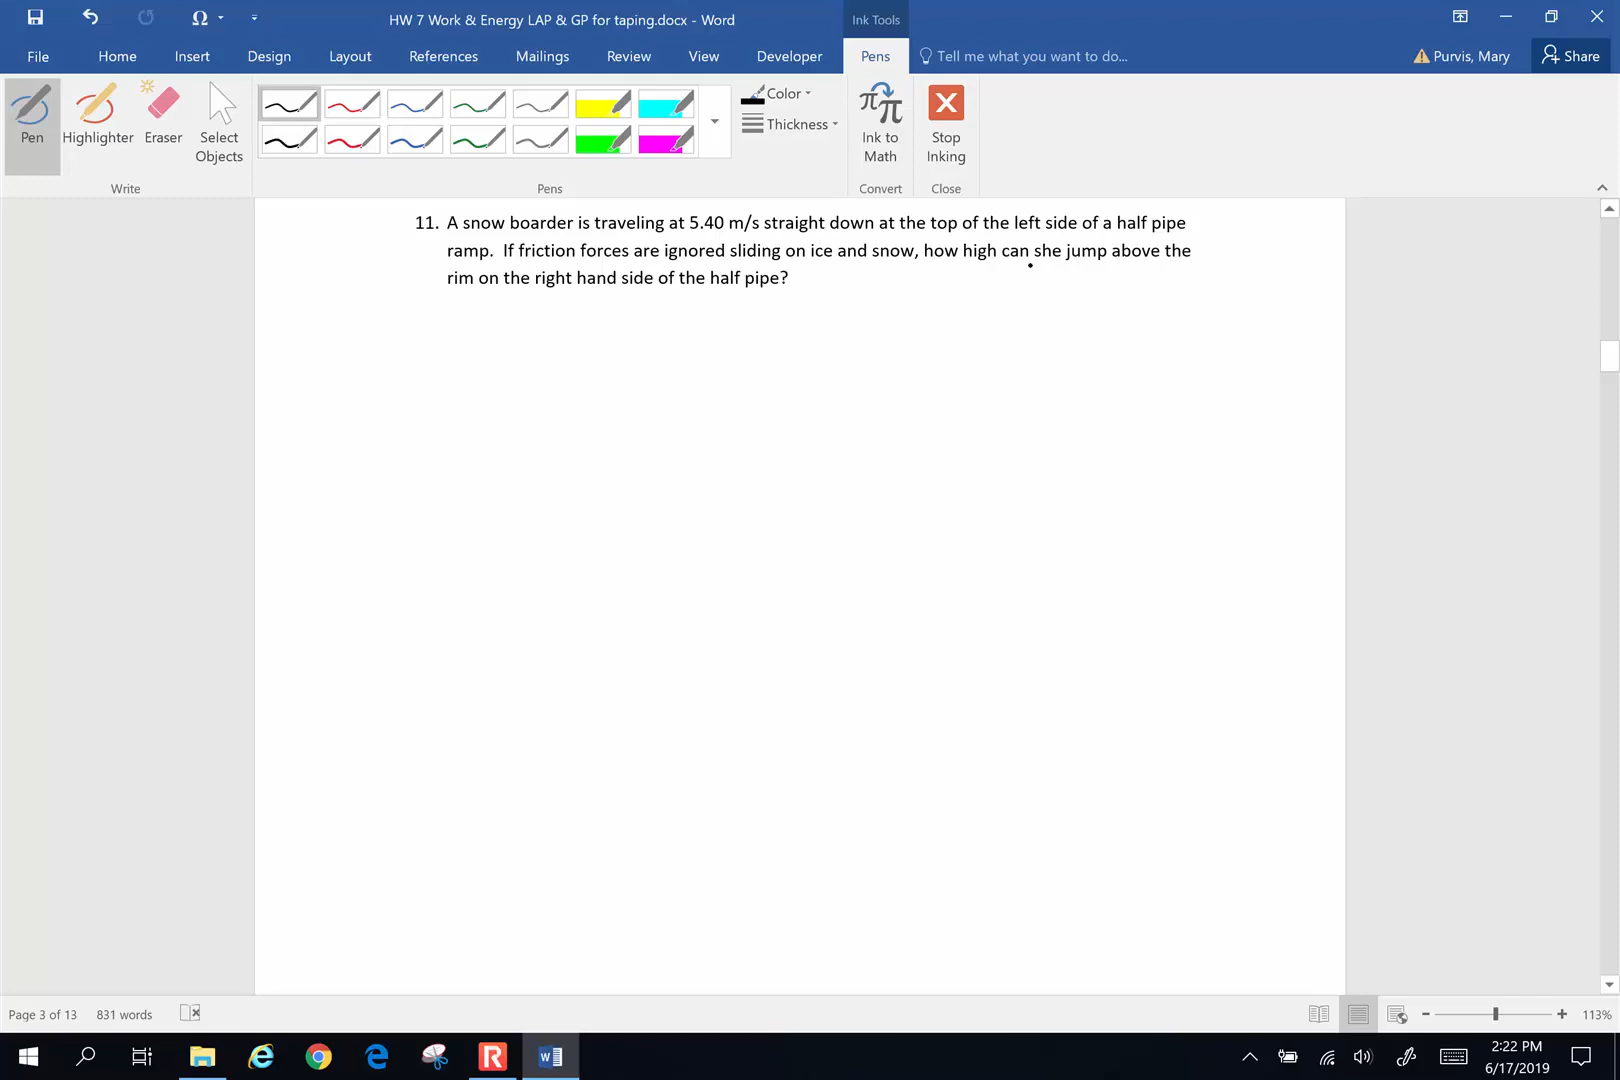 HW 7 Work & Energy LAP & GP for taping.docx - Word
Ink Tools
File Home Insert Design Layout References Mailings Review View Developer Pens Tell me what you want to do... Purvis, Mary Share
Pen Highlighter Eraser Select Objects
Color
Thickness
Ink to Math
Stop Inking
Write Pens Convert Close
11. A snow boarder is traveling at 5.40 m/s straight down at the top of the left side of a half pipe
ramp. If friction forces are ignored sliding on ice and snow, how high can she jump above the
rim on the right hand side of the half pipe?
Page 3 of 13 831 words 113%
2:22 PM
6/17/2019